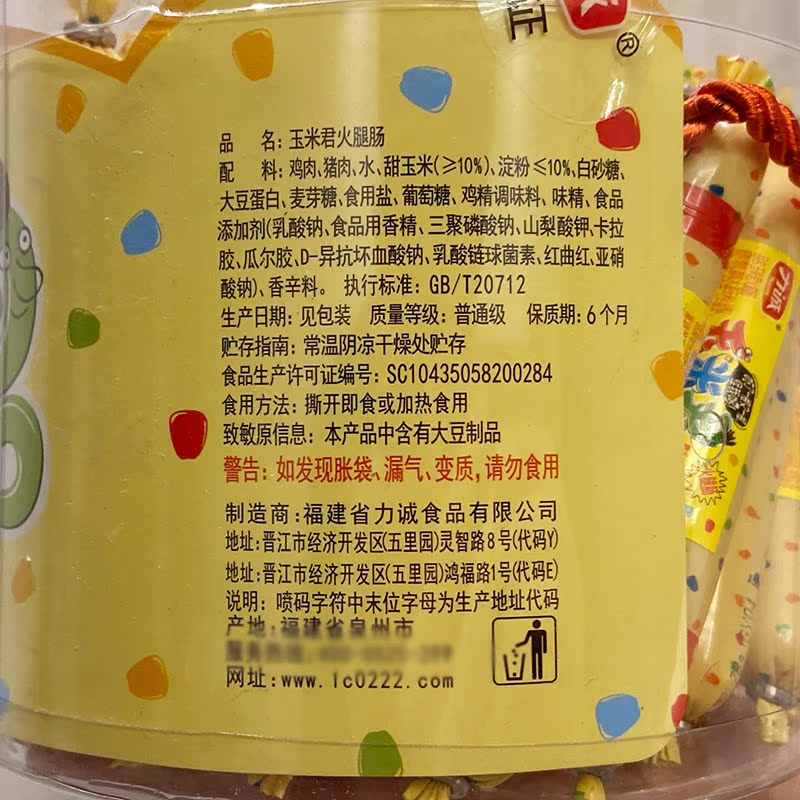 证
®
品 名：玉米君火腿肠
配 料：鸡肉、猪肉、水、甜玉米（≥10%）、淀粉≤10%、白砂糖、
大豆蛋白、麦芽糖、食用盐、葡萄糖、鸡精调味料、味精、食品
添加剂（乳酸钠、食品用香精、三聚磷酸钠、山梨酸钾、卡拉
胶、瓜尔胶、D-异抗坏血酸钠、乳酸链球菌素、红曲红、亚硝
酸钠）、香辛料。 执行标准：GB/T20712
生产日期：见包装 质量等级：普通级 保质期：6个月
贮存指南：常温阴凉干燥处贮存
食品生产许可证编号：SC10435058200284
食用方法：撕开即食或加热食用
致敏原信息：本产品中含有大豆制品
警告：如发现胀袋、漏气、变质，请勿食用
制造商：福建省力诚食品有限公司
地址：晋江市经济开发区（五里园）灵智路8号（代码Y）
地址：晋江市经济开发区（五里园）鸿福路1号（代码E）
说明：喷码字符中末位字母为生产地址代码
产地：福建省泉州市
网址：www.lc0222.com
力诚
玉米